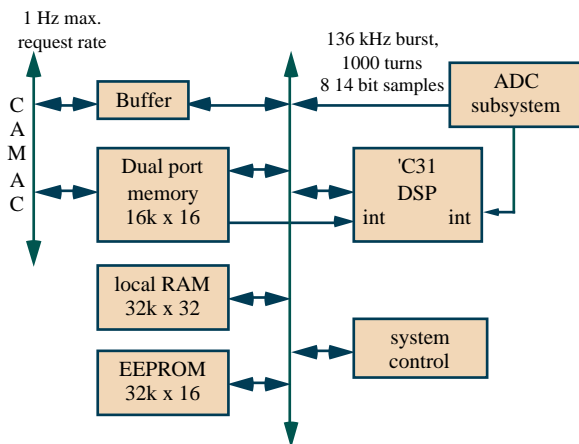 1 Hz max.
request rate
136 kHz burst,
1000 turns
8 14 bit samples
ADC
subsystem
C
A
M
A
C
Buffer
Dual port
memory
16k x 16
'C31
DSP
int
int
local RAM
32k x 32
system
control
EEPROM
32k x 16